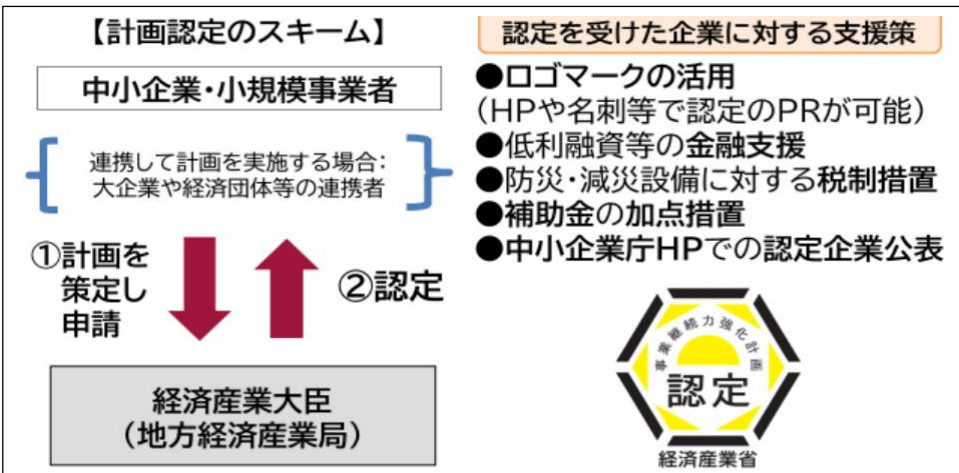 【計画認定のスキーム】
中小企業・小規模事業者
連携して計画を実施する場合：
大企業や経済団体等の連携者
①計画を
策定し
申請
②認定
経済産業大臣
（地方経済産業局）
認定を受けた企業に対する支援策
●ロゴマークの活用
（HPや名刺等で認定のPRが可能）
●低利融資等の金融支援
●防災・減災設備に対する税制措置
●補助金の加点措置
●中小企業庁HPでの認定企業公表
事業継続力強化計画
認定
経済産業省